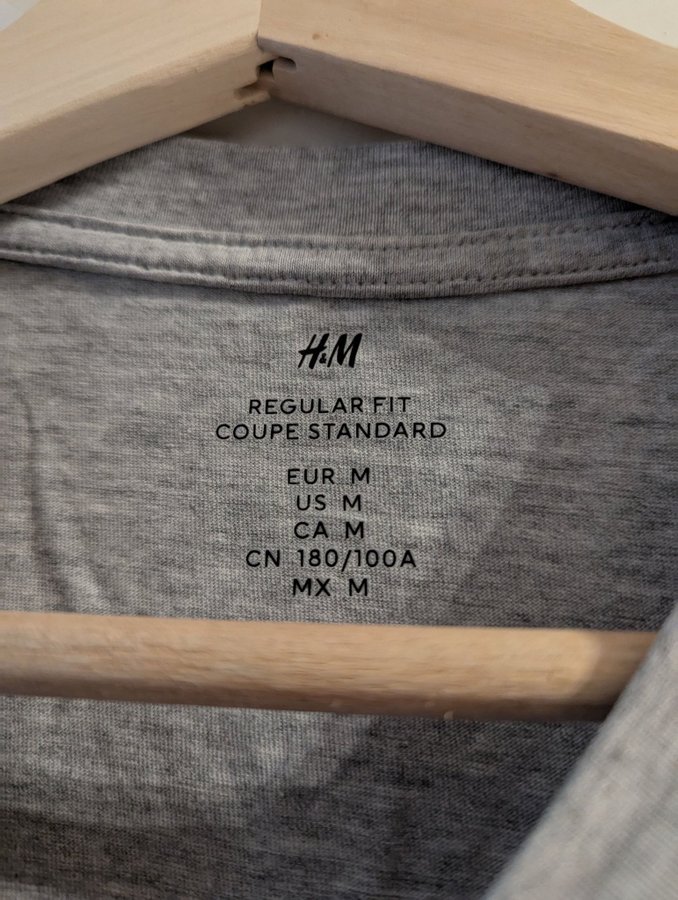 H&M
REGULAR FIT
COUPE STANDARD
EUR M
US M
CA M
CN 180/100A
MX M